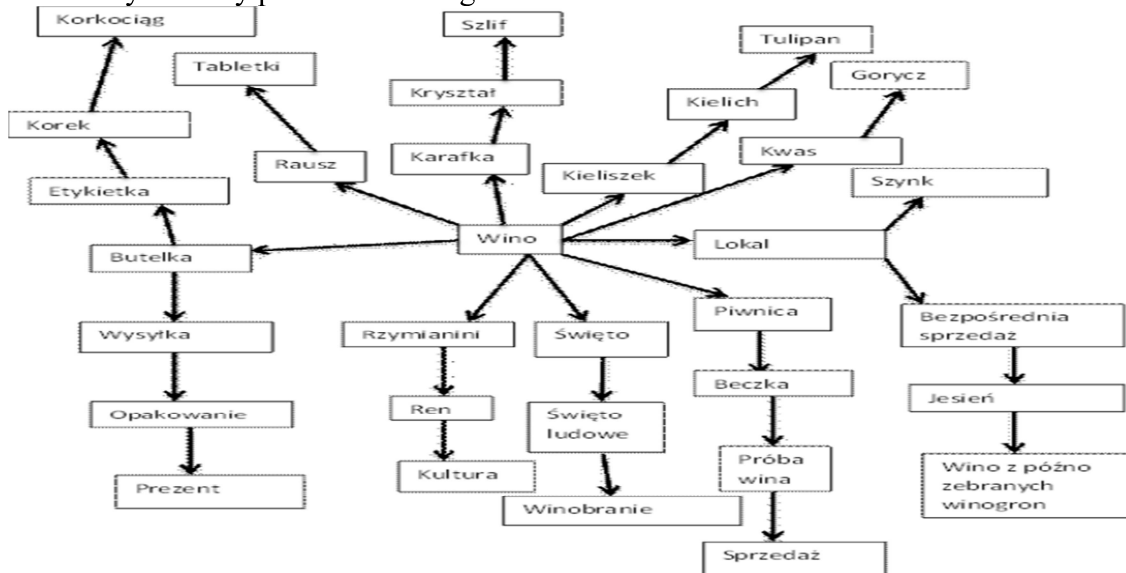 Korkociąg
Szlif
Tulipan
Tabletki
Gorycz
Kryształ
Kielich
Korek
Karafka
Kwas
Rausz
Kieliszek
Szynk
Etykietka
Wino
Lokal
Butelka
Piwnica
Bezpośrednia
sprzedaż
Wysyłka
Rzymianini
Święto
Beczka
Jesień
Opakowanie
Ren
Święto
ludowe
Próba
wina
Wino z późno
zebranych
winogron
Kultura
Prezent
Winobranie
Sprzedaż